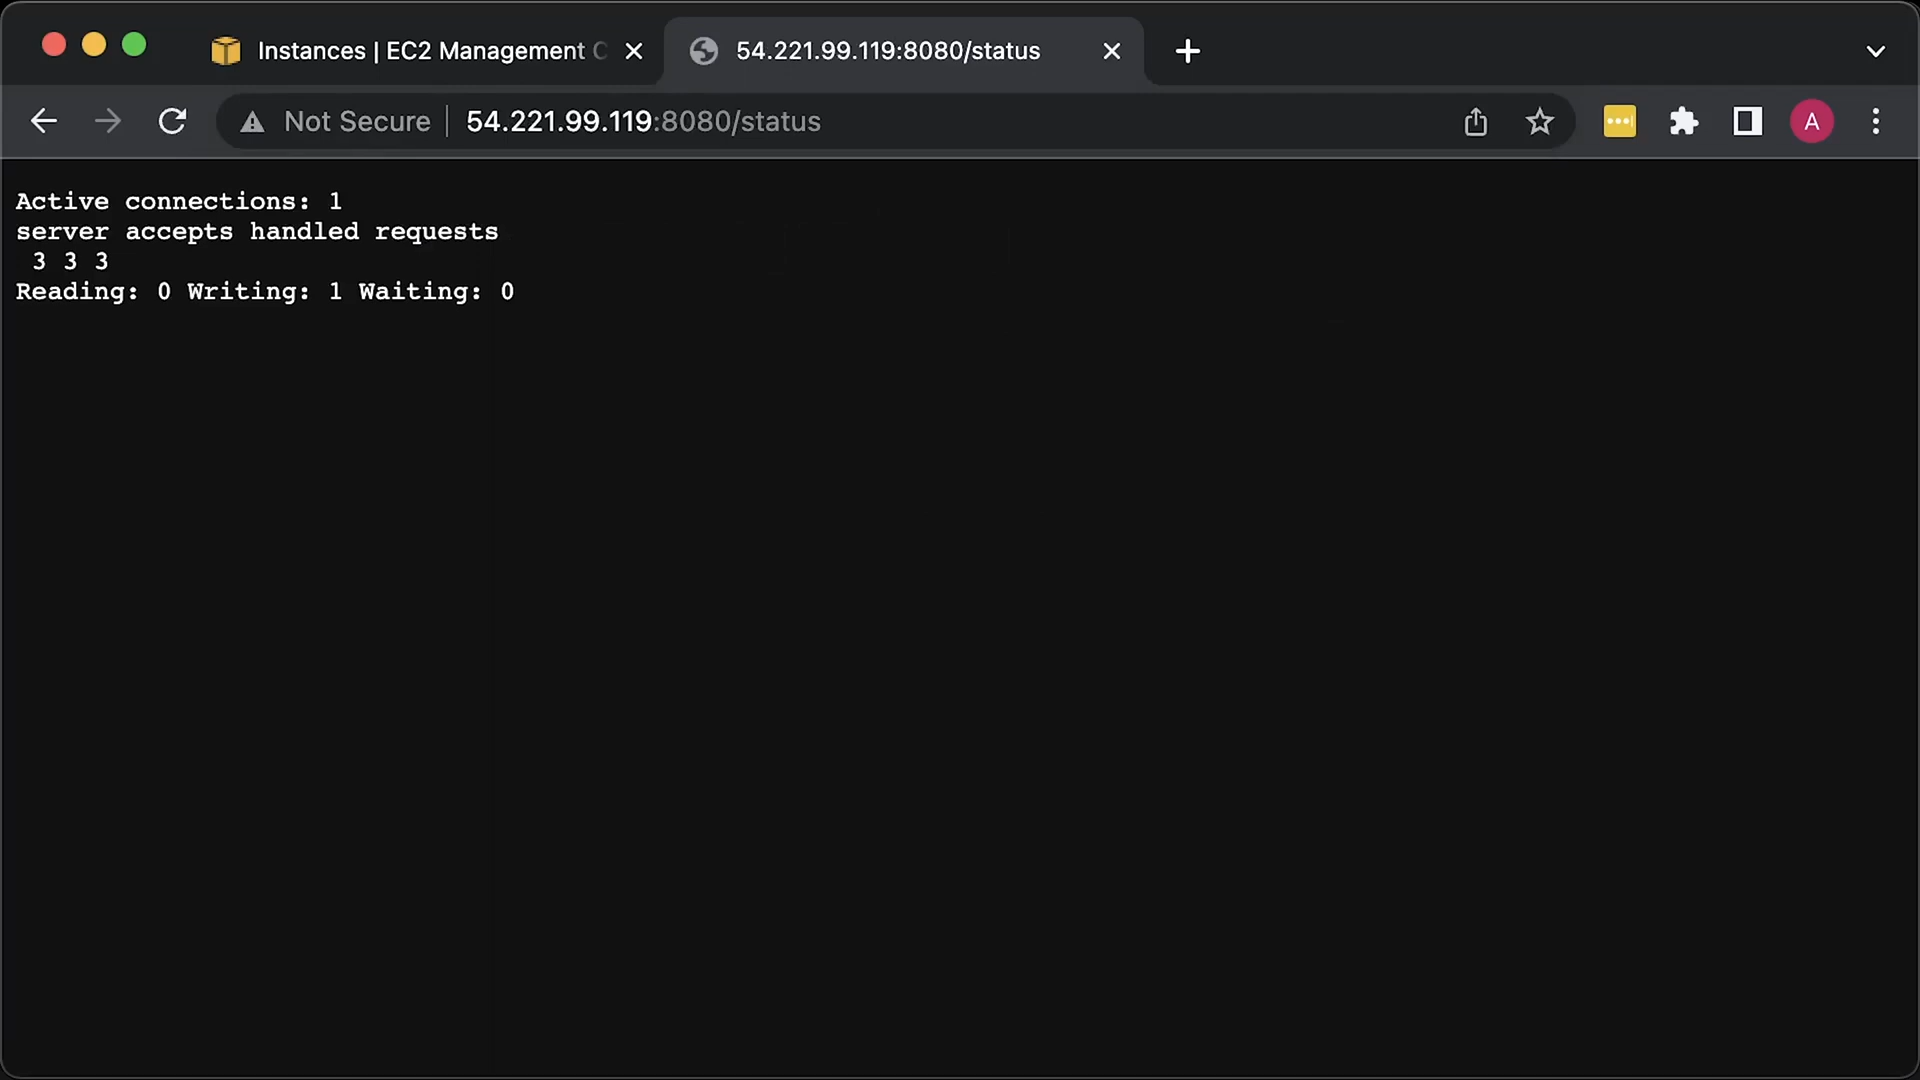 Instances | EC2 Management C
54.221.99.119:8080/status
Not Secure
54.221.99.119:8080/status
A
Active connections: 1
server accepts handled requests
3 3 3
Reading: 0 Writing: 1 Waiting: 0